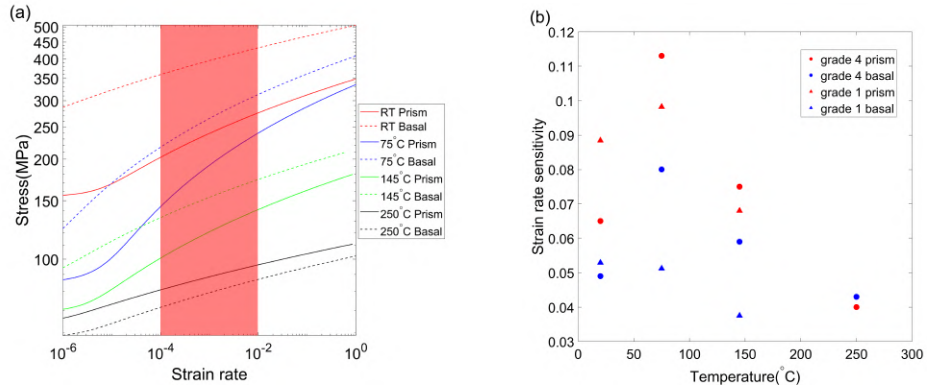 (a)
500
450
400
350
300
250
200
150
100
Stress(MPa)
10^-6
10^-4
10^-2
10^0
Strain rate
RT Prism
RT Basal
75°C Prism
75°C Basal
145°C Prism
145°C Basal
250°C Prism
250°C Basal
(b)
0.12
0.11
0.1
0.09
0.08
0.07
0.06
0.05
0.04
0.03
Strain rate sensitivity
0
50
100
150
200
250
300
Temperature(°C)
grade 4 prism
grade 4 basal
grade 1 prism
grade 1 basal